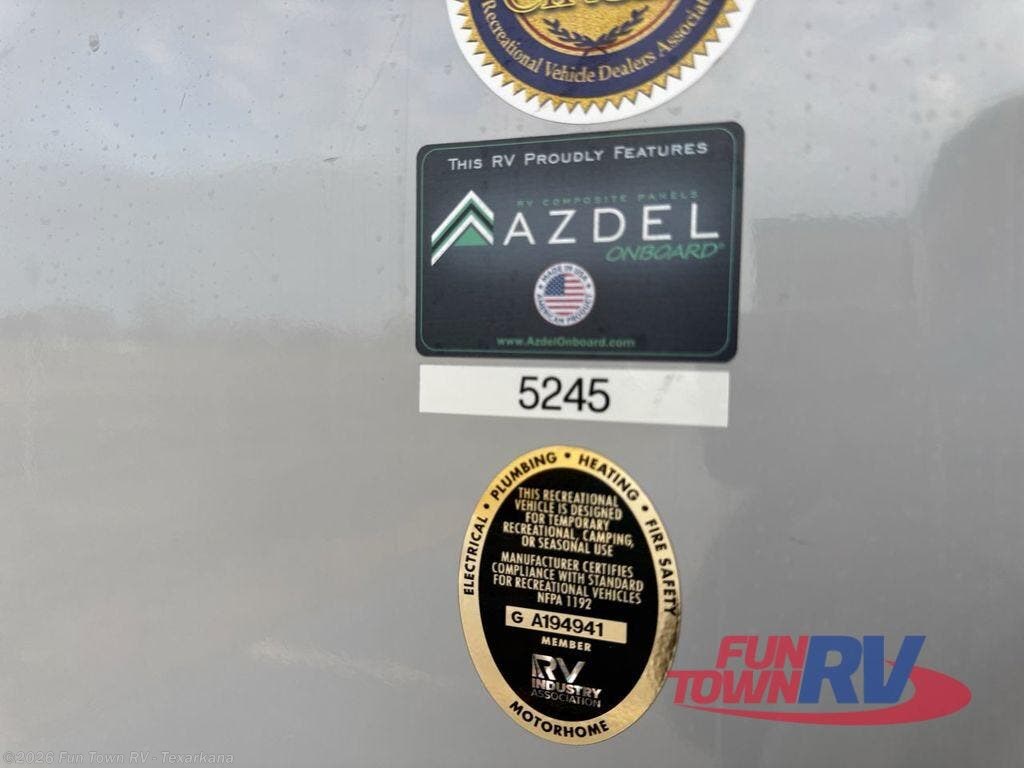 Recreational Vehicle Dealers Associat
THIS RV PROUDLY FEATURES
RV COMPOSITE PANELS
AZDEL
ONBOARD®
MADE IN USA
AMERICAN PRODUCT
www.AzdelOnboard.com
5245
ELECTRICAL • PLUMBING • HEATING • FIRE SAFETY
THIS RECREATIONAL
VEHICLE IS DESIGNED
FOR TEMPORARY
RECREATIONAL, CAMPING,
OR SEASONAL USE
MANUFACTURER CERTIFIES
COMPLIANCE WITH STANDARD
FOR RECREATIONAL VEHICLES
NFPA 1192
G A194941
MEMBER
RV
INDUSTRY
ASSOCIATION
MOTORHOME
FUN
TOWN RV
©2026 Fun Town RV - Texarkana